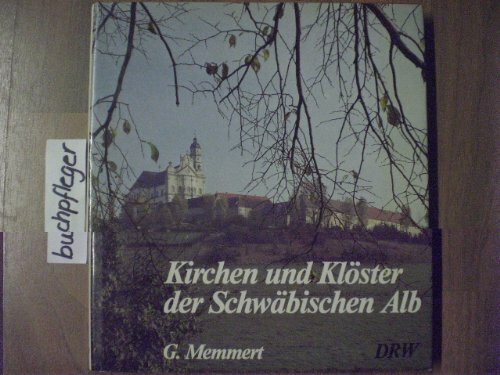 buchpfleger
Kirchen und Klöster
der Schwäbischen Alb
G. Memmert
DRW